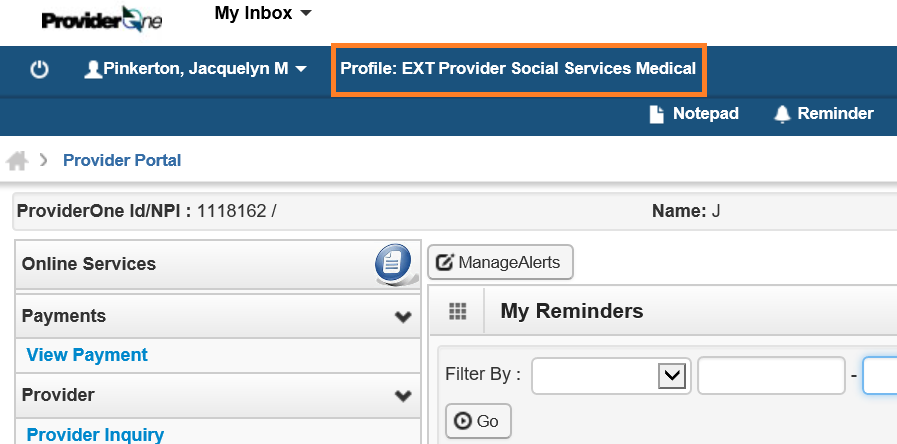 ProviderOne
My Inbox
Pinkerton, Jacquelyn M
Profile: EXT Provider Social Services Medical
Notepad
Reminder
Provider Portal
ProviderOne Id/NPI : 1118162 /
Name: J
Online Services
ManageAlerts
Payments
My Reminders
View Payment
Filter By :
-
Provider
Go
Provider Inquiry